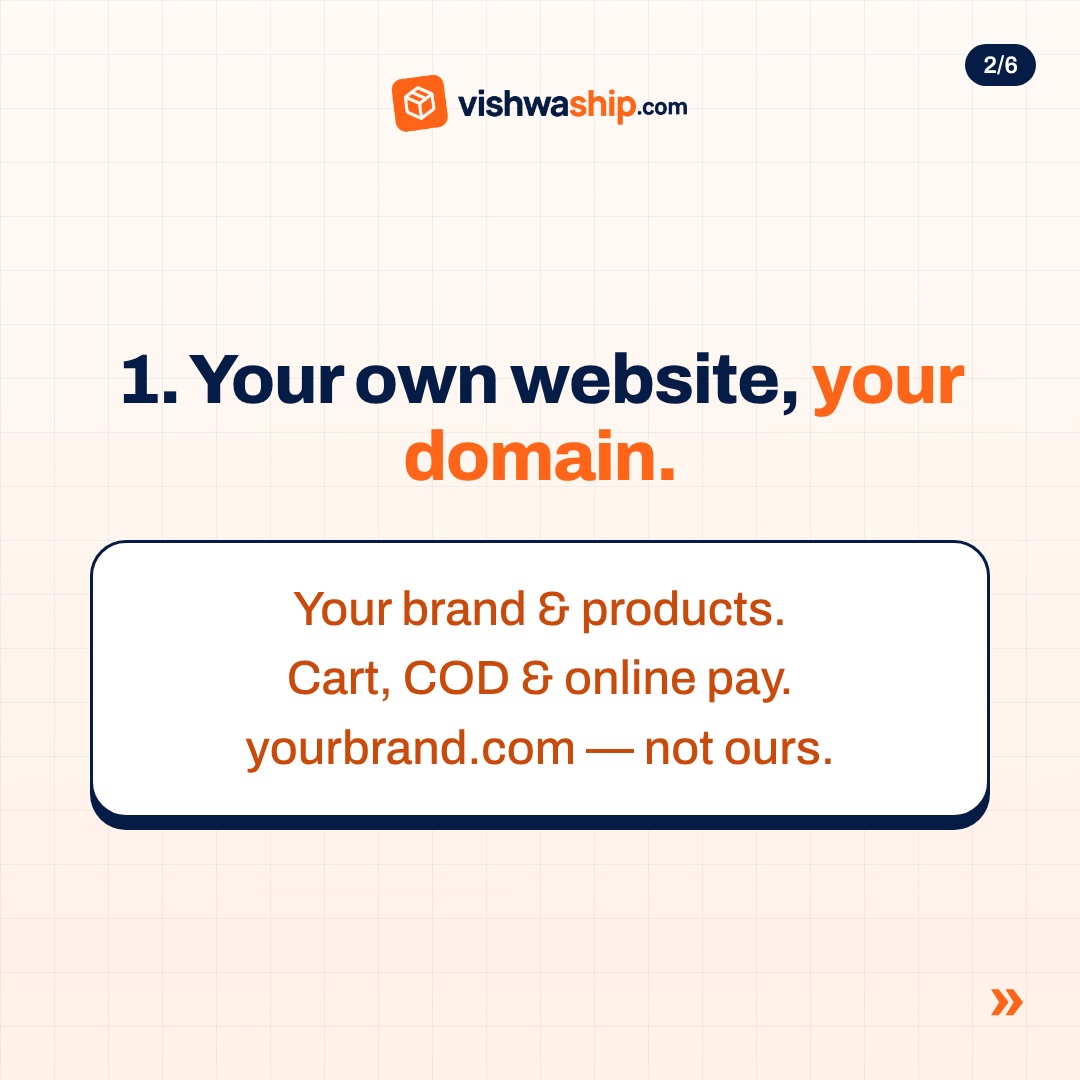 vishwaship.com
2/6
1. Your own website, your
domain.
Your brand & products.
Cart, COD & online pay.
yourbrand.com — not ours.
»